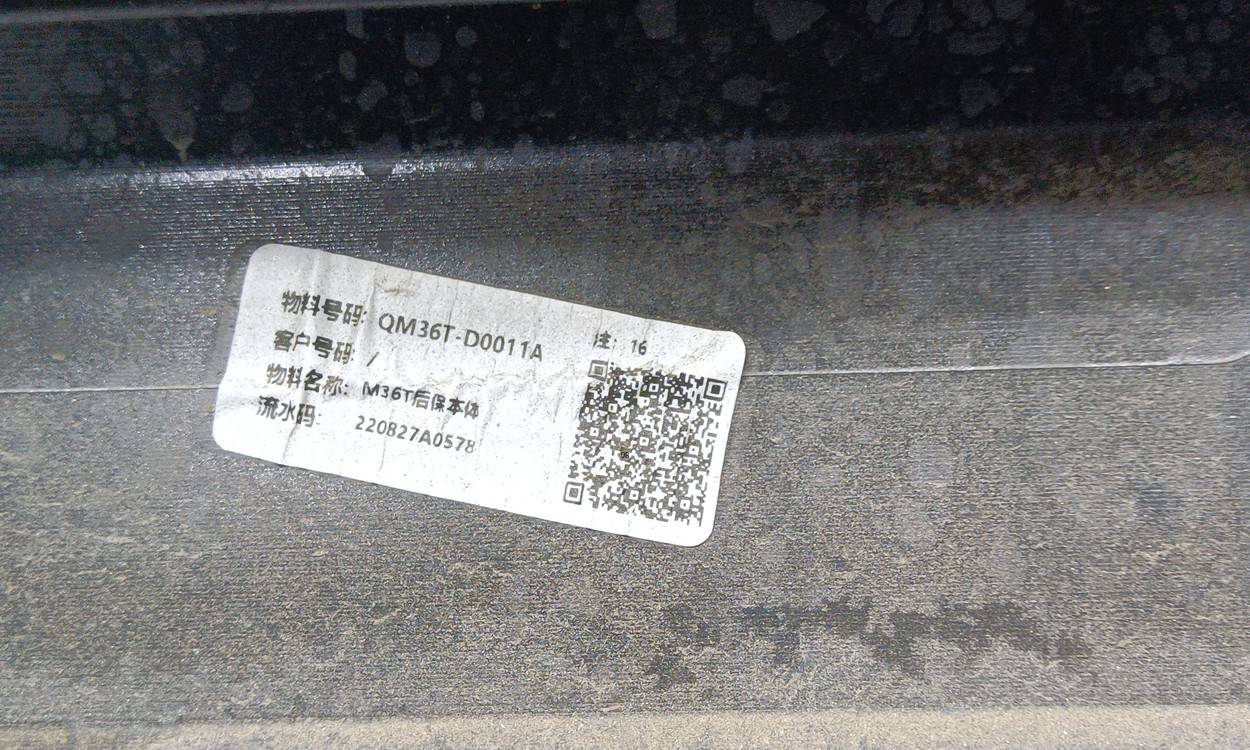 物料号码: QM36T-D0011A
客户号码: /
物料名称: M36T后保本体
流水码: 220827A0578
注: 16